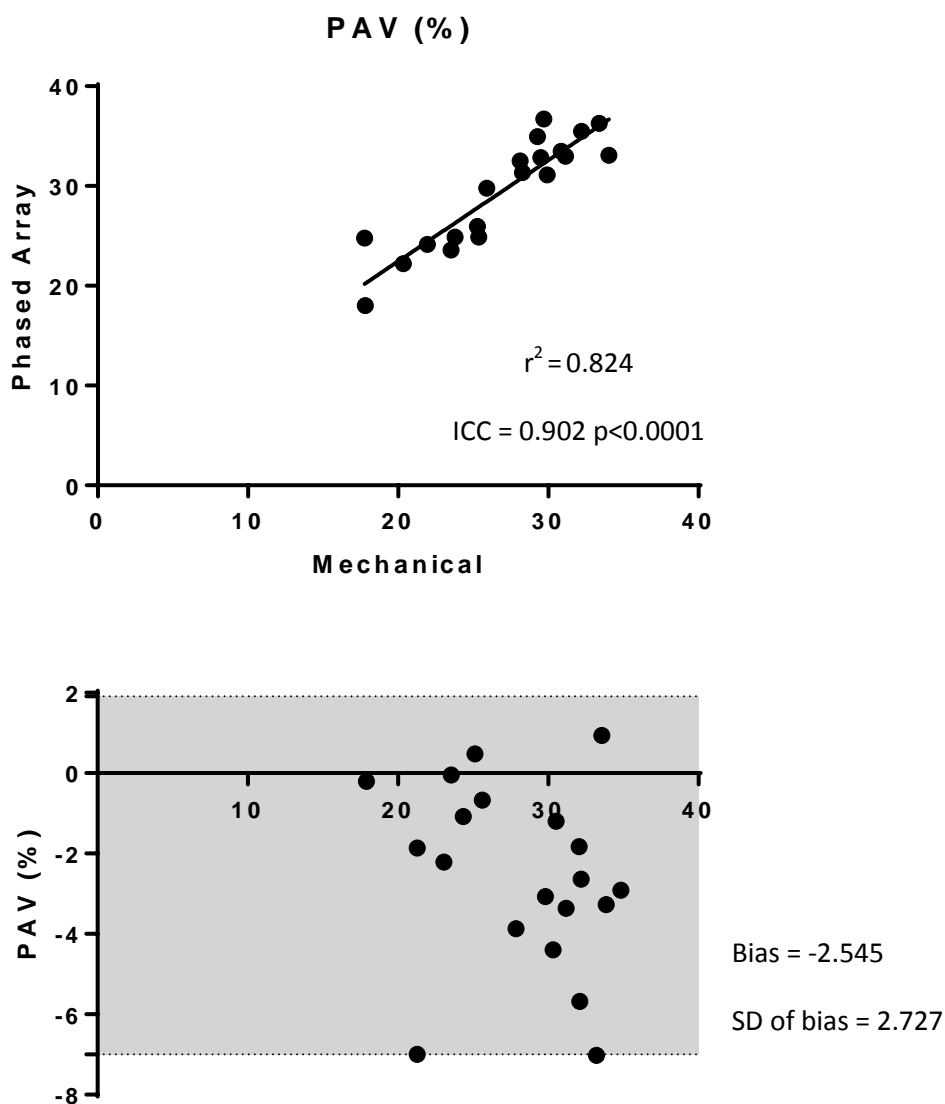 PAV (%)
40
30
20
10
0
Phased Array
r² = 0.824
ICC = 0.902 p<0.0001
0 10 20 30 40
Mechanical
2
0
-2
-4
-6
-8
PAV (%)
10 20 30 40
Bias = -2.545
SD of bias = 2.727